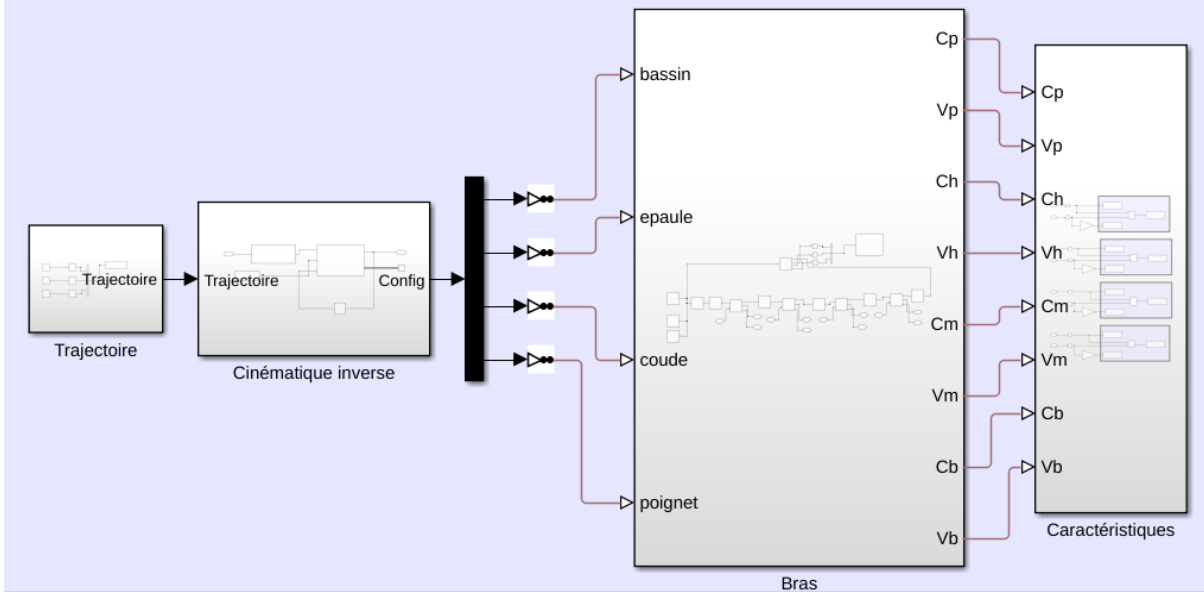 Trajectoire
Trajectoire
Trajectoire
Config
Cinématique inverse
bassin
epaule
coude
poignet
Cp
Vp
Ch
Vh
Cm
Vm
Cb
Vb
Bras
Cp
Vp
Ch
Vh
Cm
Vm
Cb
Vb
Caractéristiques